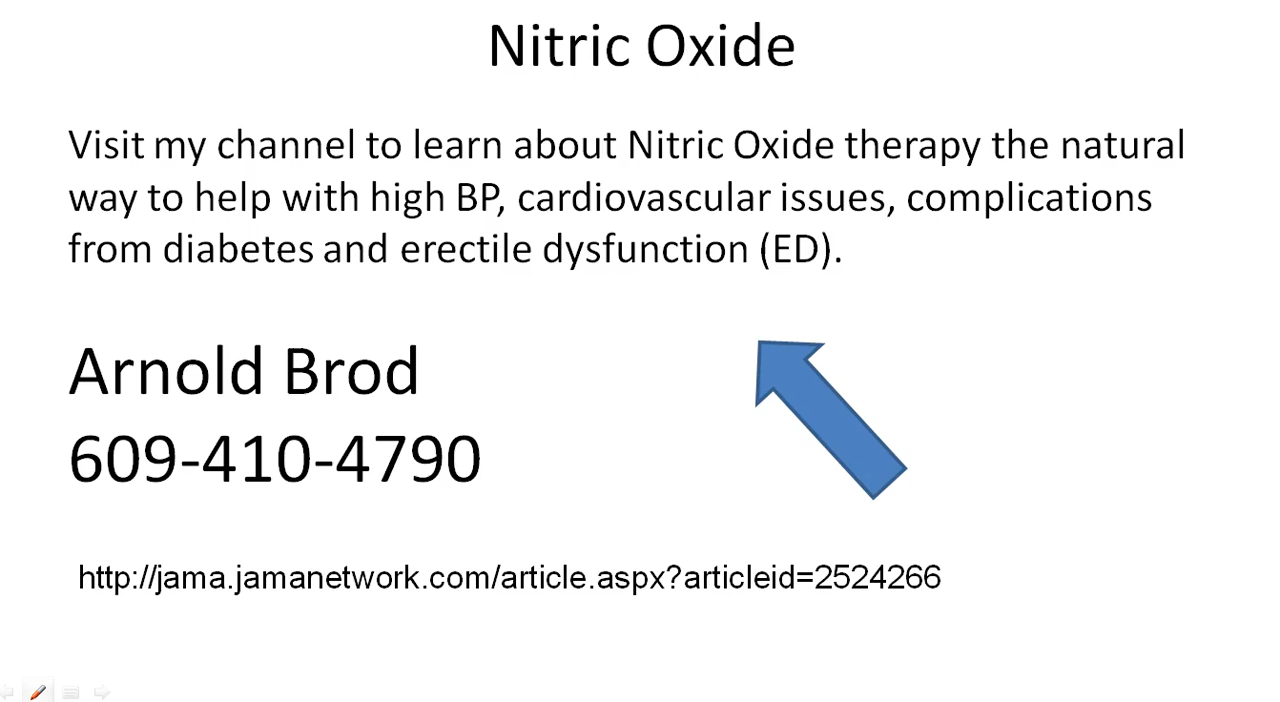 Nitric Oxide
Visit my channel to learn about Nitric Oxide therapy the natural
way to help with high BP, cardiovascular issues, complications
from diabetes and erectile dysfunction (ED).
Arnold Brod
609-410-4790
http://jama.jamanetwork.com/article.aspx?articleid=2524266